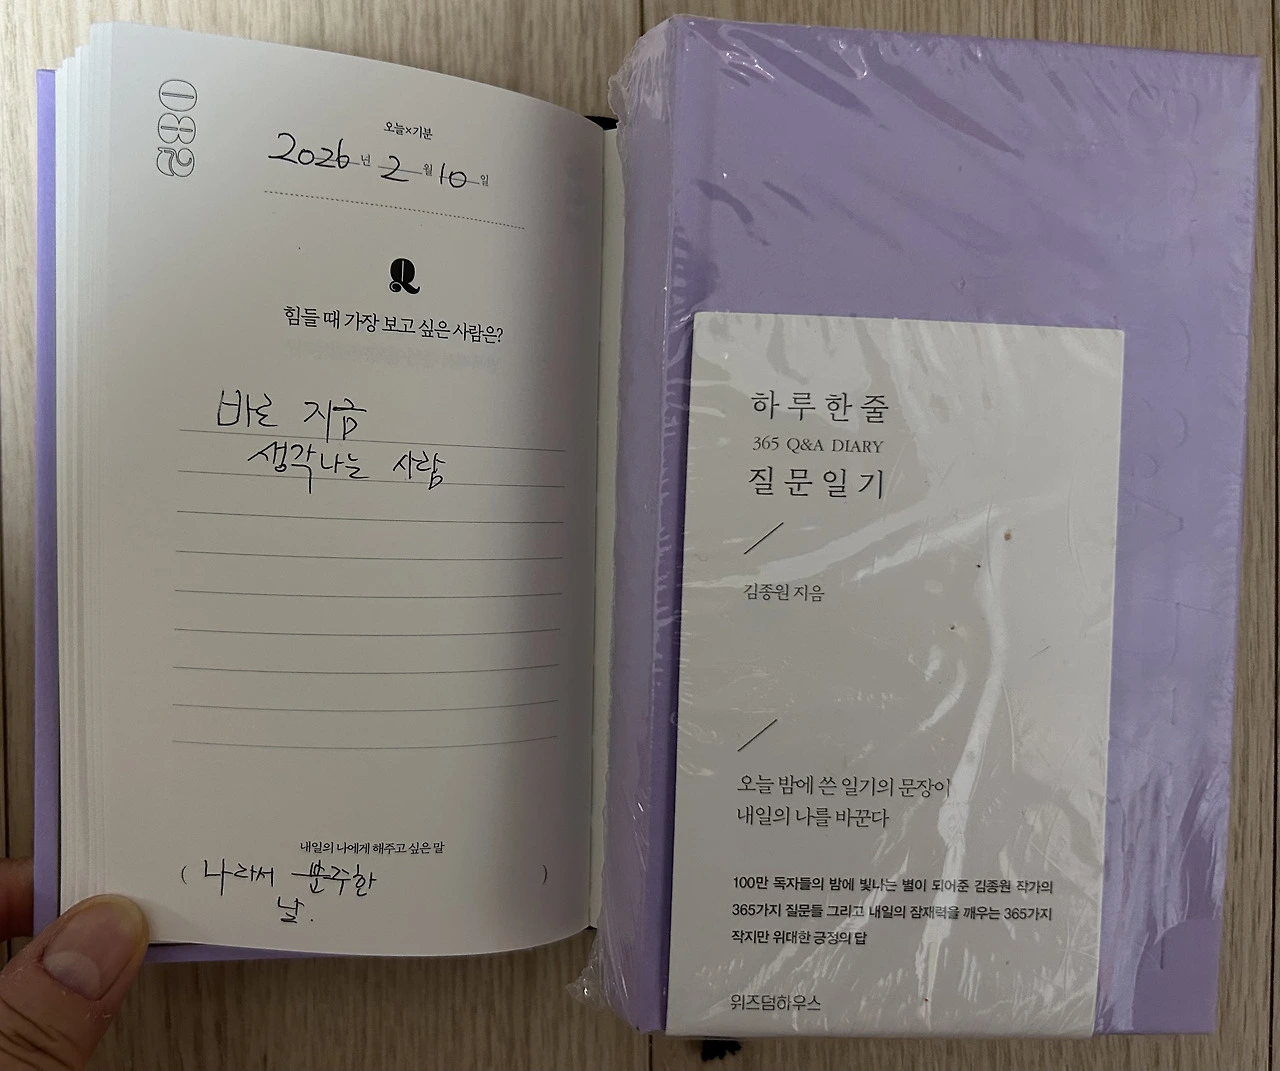 280
오늘×기분
2026년 2월 10일
Q
힘들 때 가장 보고 싶은 사람은?
바로 지금
생각나는 사람
내일의 나에게 해주고 싶은 말
( 나라서 분주한 )
날.
하루한줄
365 Q&A DIARY
질문일기
김종원 지음
오늘 밤에 쓴 일기의 문장이
내일의 나를 바꾼다
100만 독자들의 밤에 빛나는 별이 되어준 김종원 작가의
365가지 질문들 그리고 내일의 잠재력을 깨우는 365가지
작지만 위대한 긍정의 답
위즈덤하우스